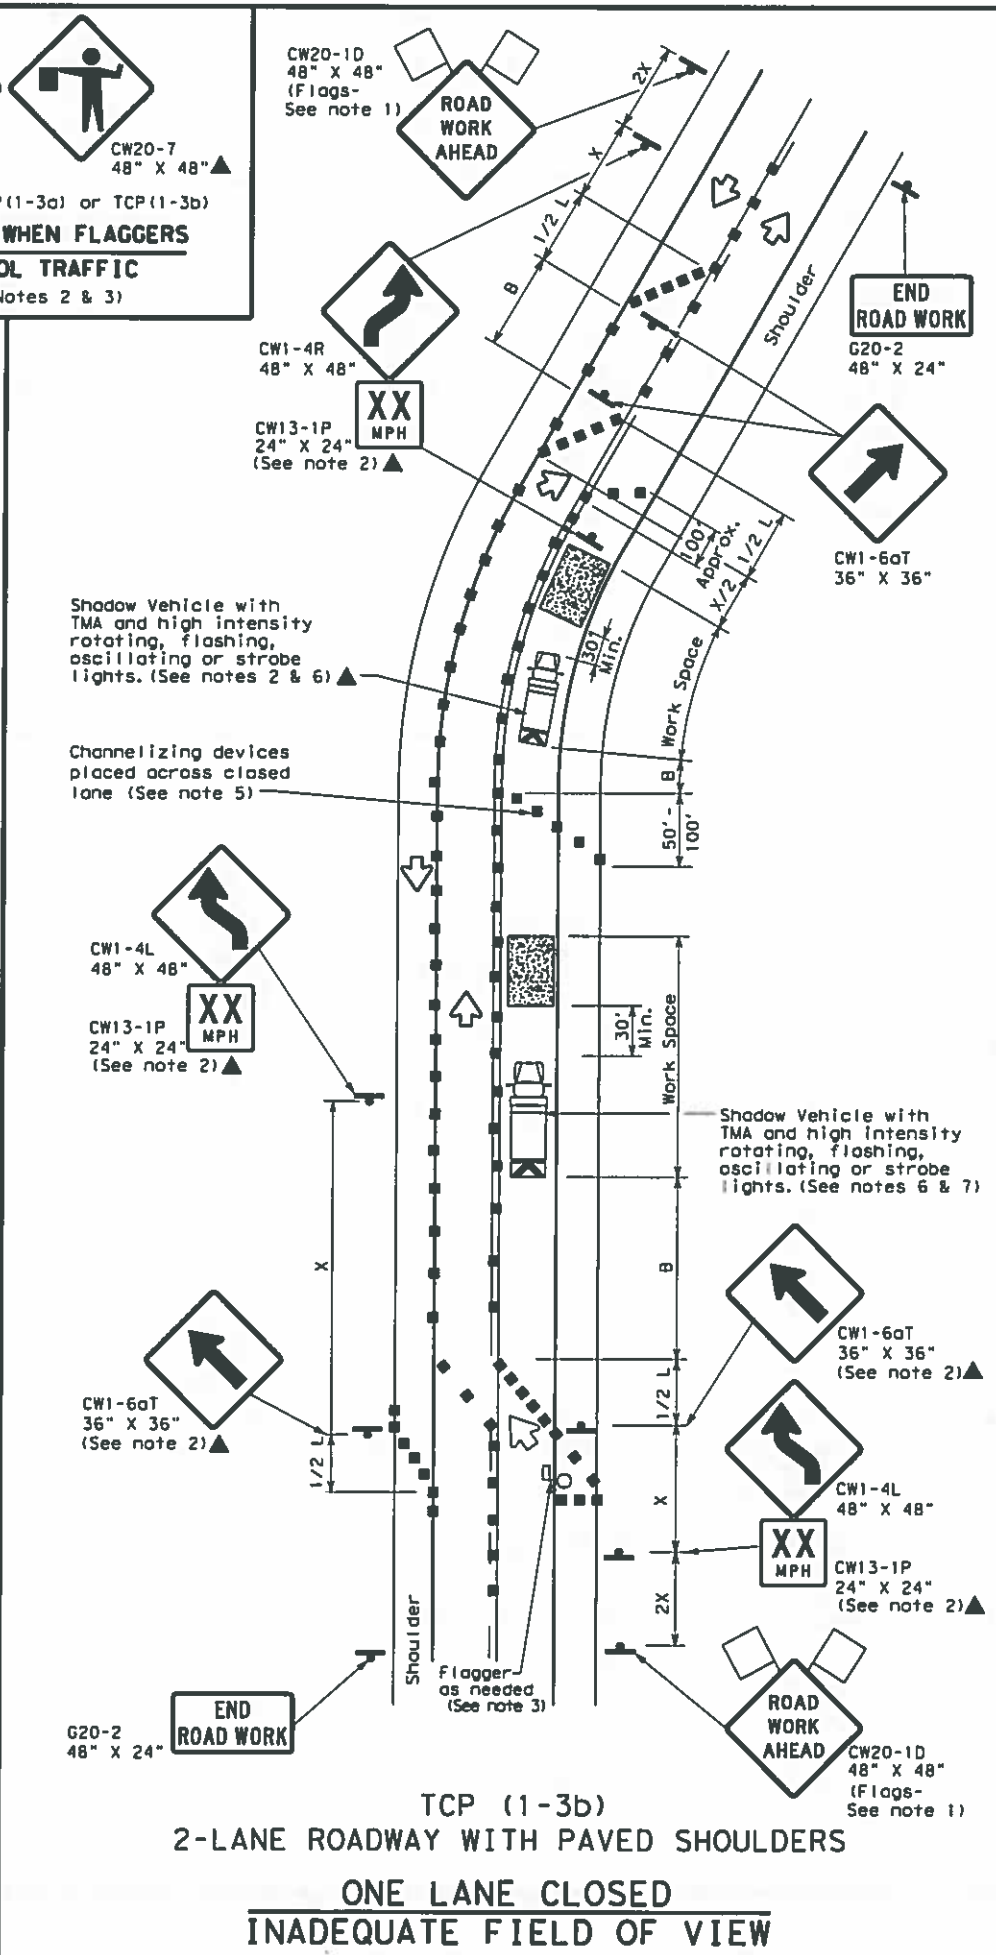 CW20-7
48" X 48"▲
(1-3a) or TCP(1-3b)
WHEN FLAGGERS
OL TRAFFIC
Notes 2 & 3)
CW20-1D
48" X 48"
(Flags-
See note 1)
ROAD
WORK
AHEAD
2X
X
1/2 L
B
CW1-4R
48" X 48"
XX
MPH
CW13-1P
24" X 24"
(See note 2)▲
Shoulder
END
ROAD WORK
G20-2
48" X 24"
CW1-6aT
36" X 36"
100'
Approx.
1/2 L
X/2
30'
Min.
Work Space
B
50' -
100'
Shadow Vehicle with
TMA and high intensity
rotating, flashing,
oscillating or strobe
lights. (See notes 2 & 6)▲
Channelizing devices
placed across closed
lane (See note 5)
CW1-4L
48" X 48"
XX
MPH
CW13-1P
24" X 24"
(See note 2)▲
30'
Min.
Work Space
Shadow Vehicle with
TMA and high intensity
rotating, flashing,
oscillating or strobe
lights. (See notes 6 & 7)
X
B
CW1-6aT
36" X 36"
(See note 2)▲
1/2 L
CW1-6aT
36" X 36"
(See note 2)▲
1/2 L
X
CW1-4L
48" X 48"
XX
MPH
CW13-1P
24" X 24"
(See note 2)▲
2X
Shoulder
Flagger
as needed
(See note 3)
END
ROAD WORK
G20-2
48" X 24"
ROAD
WORK
AHEAD
CW20-1D
48" X 48"
(Flags-
See note 1)
TCP (1-3b)
2-LANE ROADWAY WITH PAVED SHOULDERS
ONE LANE CLOSED
INADEQUATE FIELD OF VIEW